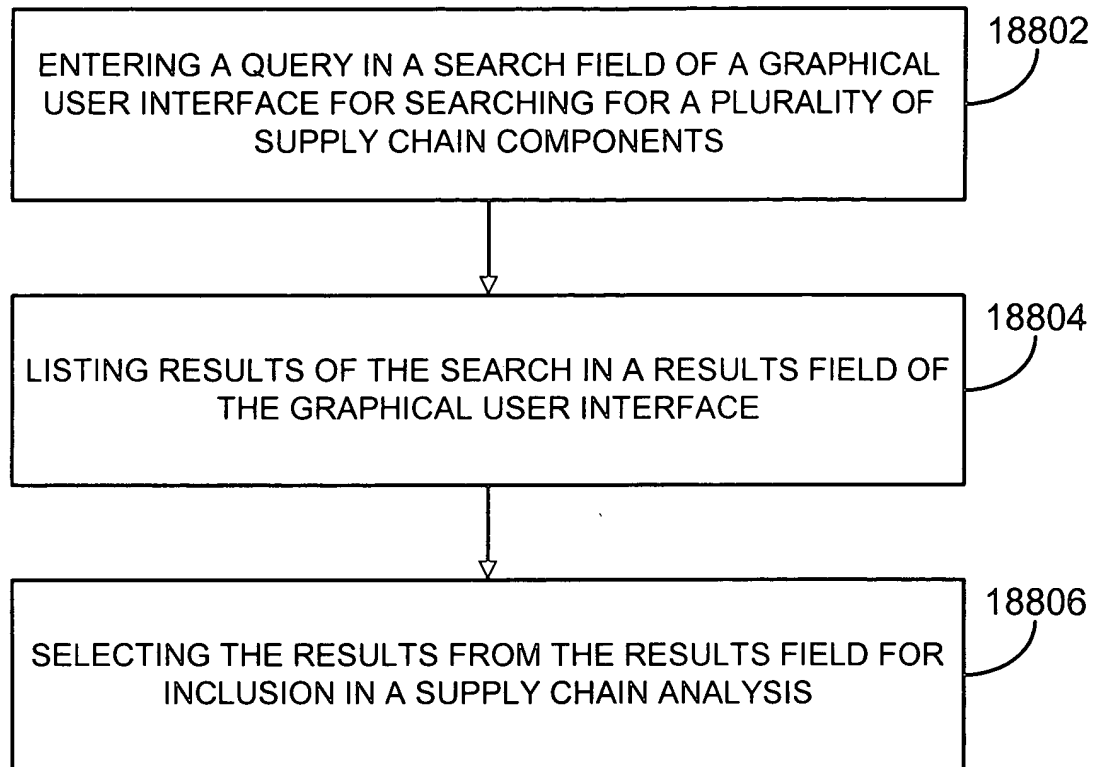 18802
ENTERING A QUERY IN A SEARCH FIELD OF A GRAPHICAL
USER INTERFACE FOR SEARCHING FOR A PLURALITY OF
SUPPLY CHAIN COMPONENTS
18804
LISTING RESULTS OF THE SEARCH IN A RESULTS FIELD OF
THE GRAPHICAL USER INTERFACE
18806
SELECTING THE RESULTS FROM THE RESULTS FIELD FOR
INCLUSION IN A SUPPLY CHAIN ANALYSIS